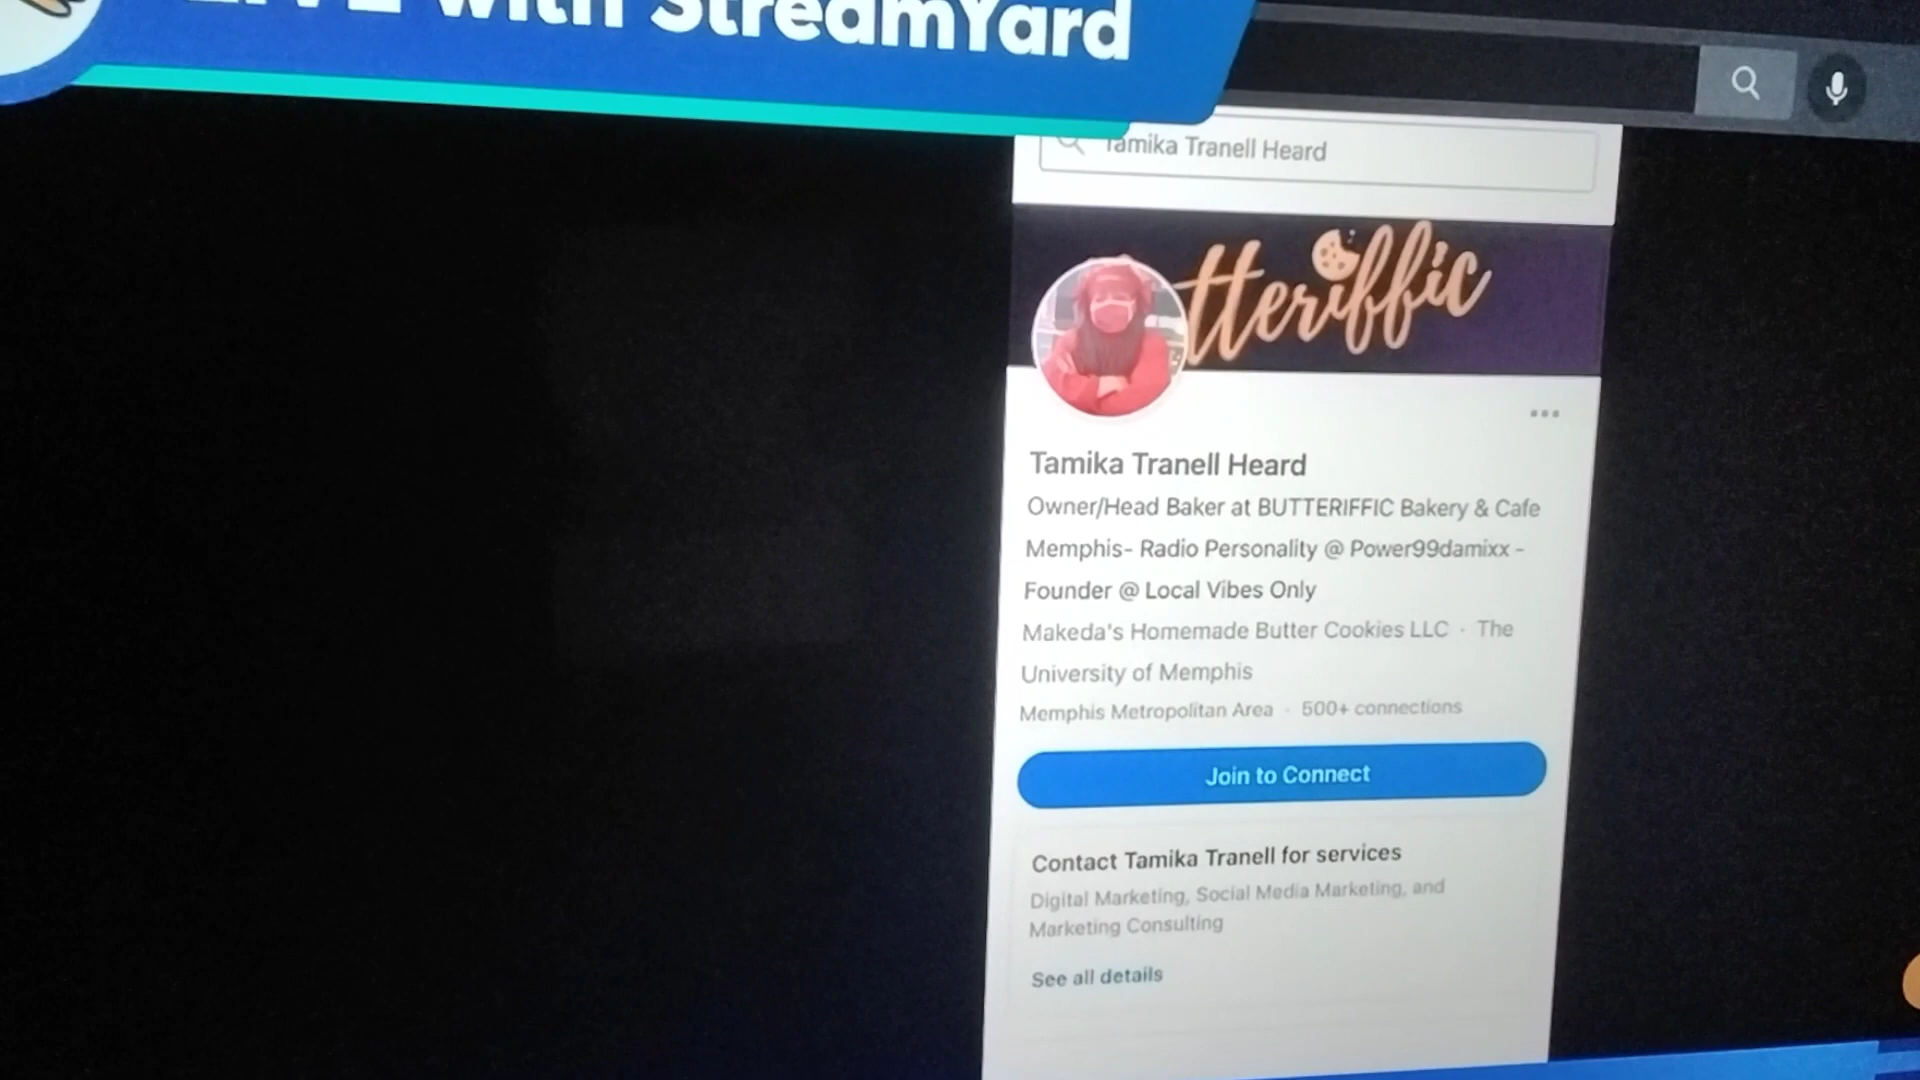 with StreamYard
Tamika Tranell Heard
tteriffic
Tamika Tranell Heard
Owner/Head Baker at BUTTERIFFIC Bakery & Cafe
Memphis- Radio Personality @ Power99damixx -
Founder @ Local Vibes Only
Makeda's Homemade Butter Cookies LLC · The
University of Memphis
Memphis Metropolitan Area · 500+ connections
Join to Connect
Contact Tamika Tranell for services
Digital Marketing, Social Media Marketing, and
Marketing Consulting
See all details